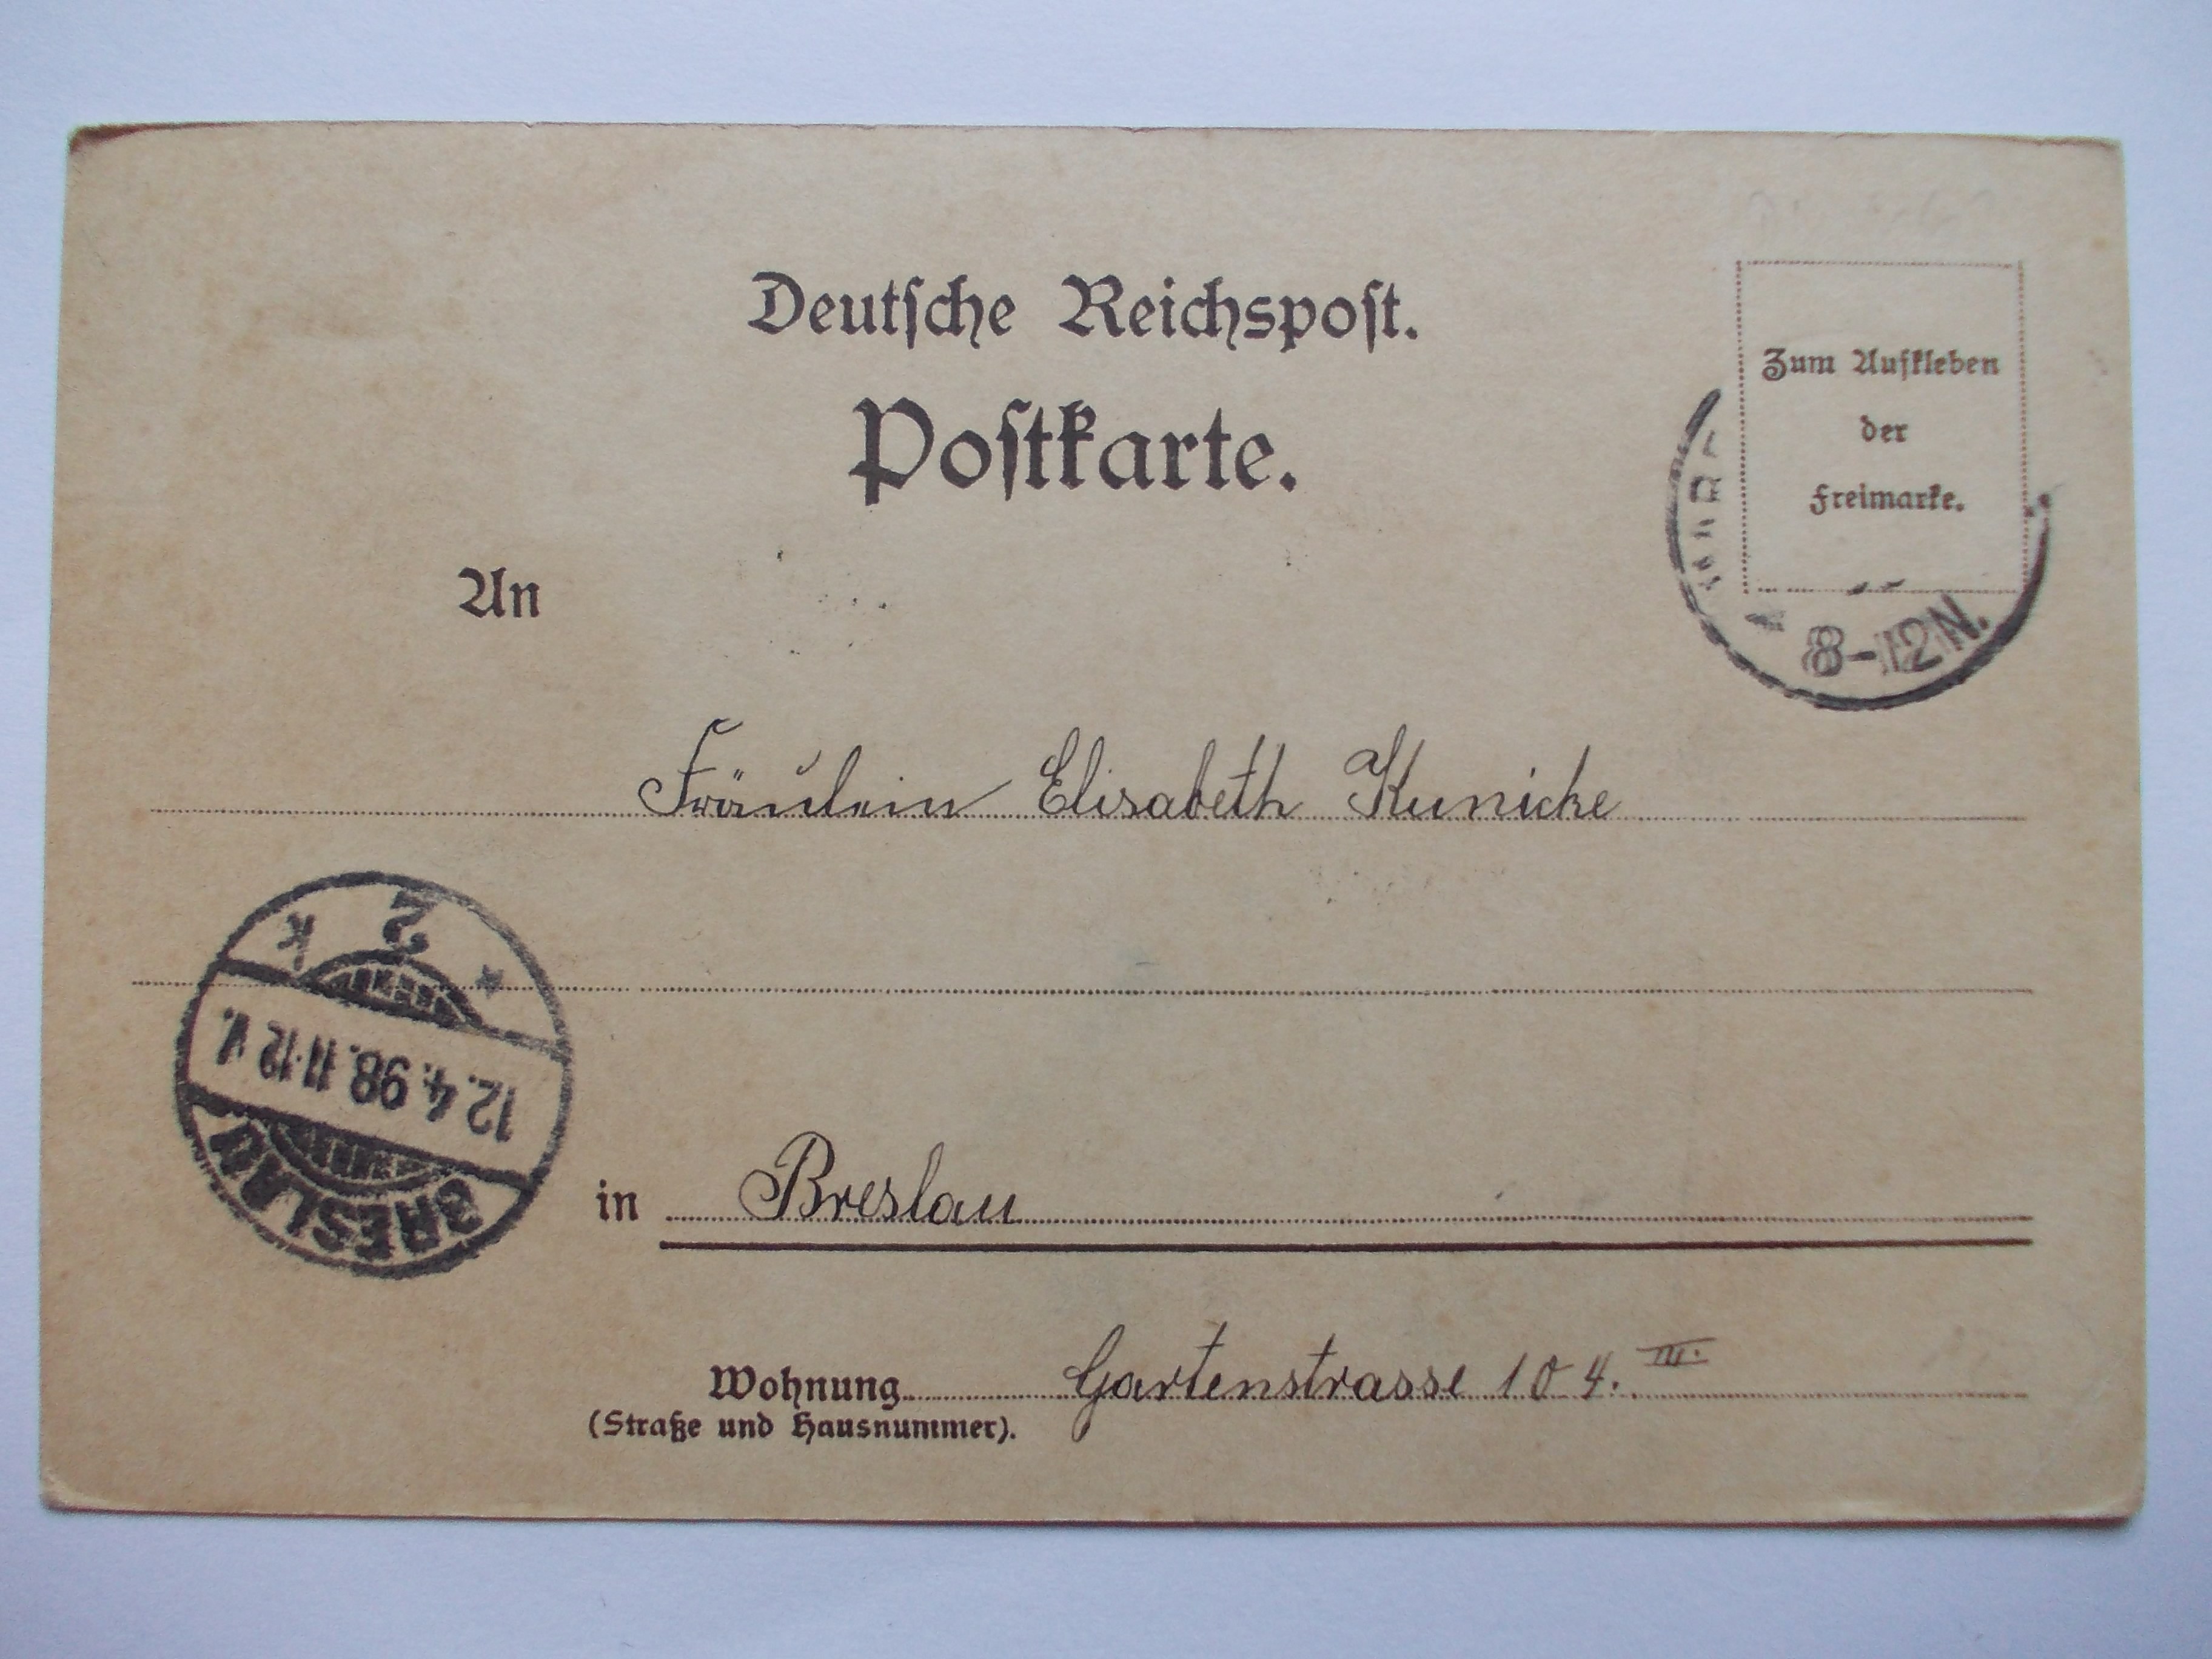 Deutsche Reichspost.
Postkarte.
Zum Aufkleben
der
Freimarke.
8-12N.
An
Fräulein Elisabeth Kunicke
BRESLAU
12.4.98.11-12 V.
* 2 k
in Breslau
Wohnung Gartenstrasse 104. III.
(Straße und Hausnummer).